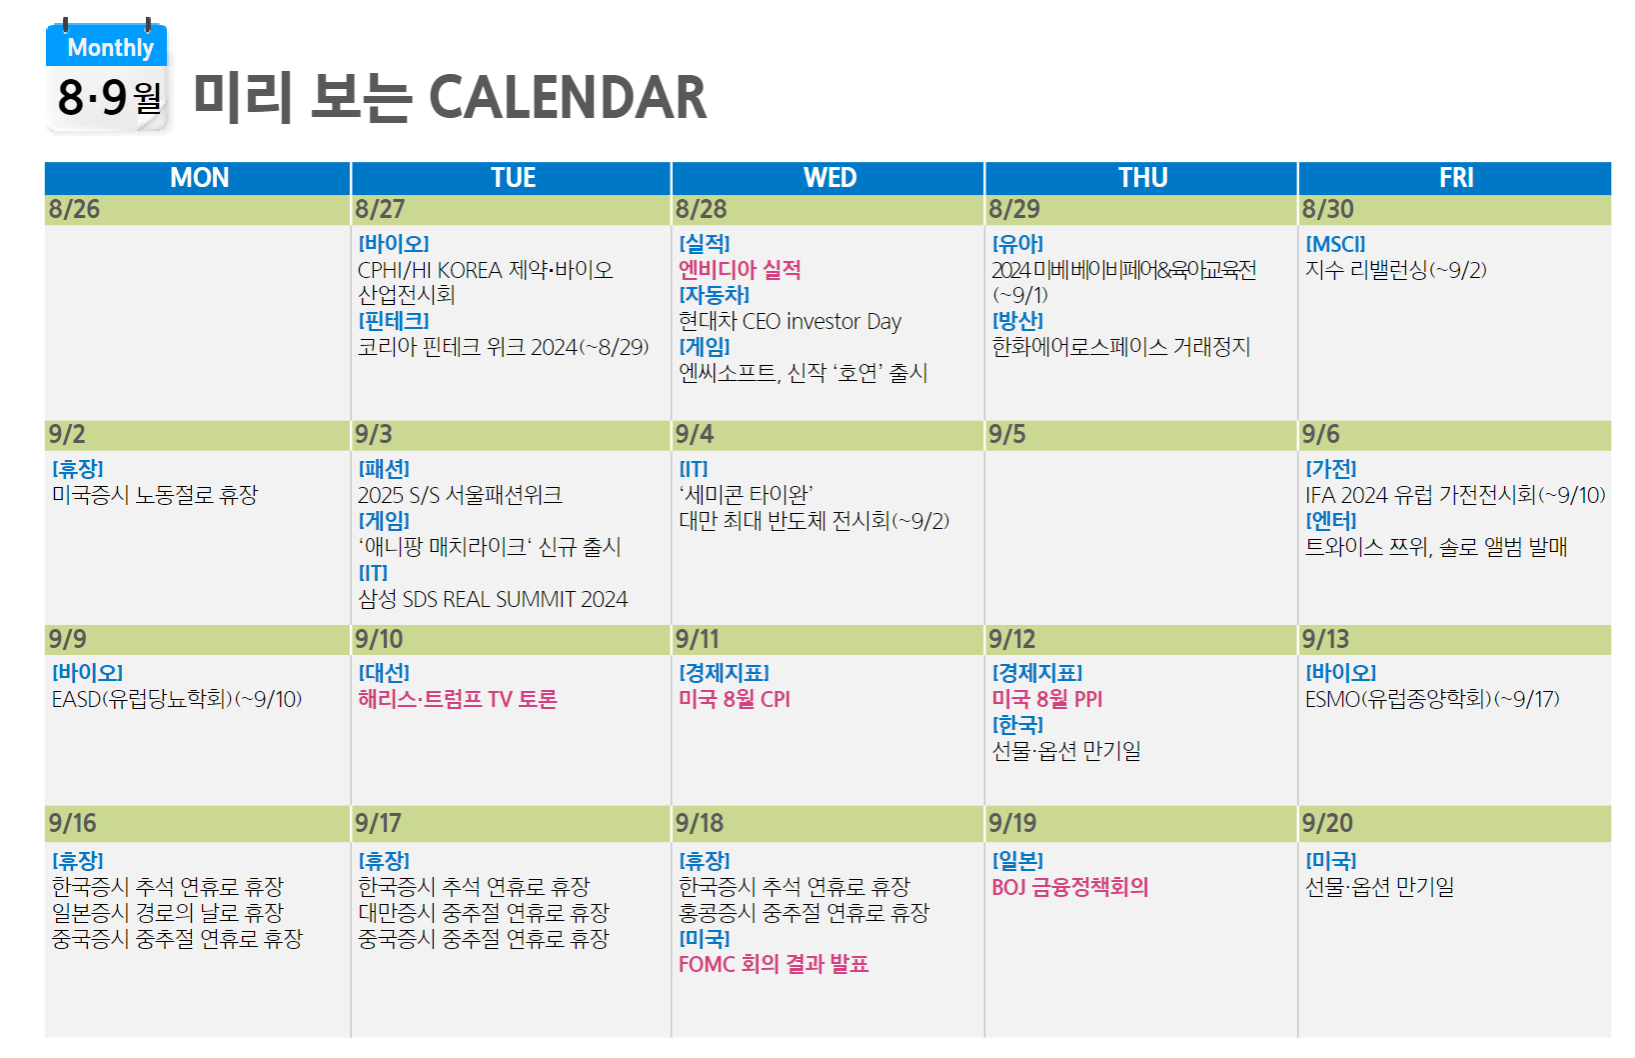 Monthly
8·9월
미리 보는 CALENDAR
MON
TUE
WED
THU
FRI
8/26
8/27
8/28
8/29
8/30
[바이오]
CPHI/HI KOREA 제약·바이오
산업전시회
[핀테크]
코리아 핀테크 위크 2024(~8/29)
[실적]
엔비디아 실적
[자동차]
현대차 CEO investor Day
[게임]
엔씨소프트, 신작 ‘호연’ 출시
[유아]
2024 미베 베이비페어&육아교육전
(~9/1)
[방산]
한화에어로스페이스 거래정지
[MSCI]
지수 리밸런싱(~9/2)
9/2
9/3
9/4
9/5
9/6
[휴장]
미국증시 노동절로 휴장
[패션]
2025 S/S 서울패션위크
[게임]
‘애니팡 매치라이크‘ 신규 출시
[IT]
삼성 SDS REAL SUMMIT 2024
[IT]
‘세미콘 타이완’
대만 최대 반도체 전시회(~9/2)
[가전]
IFA 2024 유럽 가전전시회(~9/10)
[엔터]
트와이스 쯔위, 솔로 앨범 발매
9/9
9/10
9/11
9/12
9/13
[바이오]
EASD(유럽당뇨학회)(~9/10)
[대선]
해리스·트럼프 TV 토론
[경제지표]
미국 8월 CPI
[경제지표]
미국 8월 PPI
[한국]
선물·옵션 만기일
[바이오]
ESMO(유럽종양학회)(~9/17)
9/16
9/17
9/18
9/19
9/20
[휴장]
한국증시 추석 연휴로 휴장
일본증시 경로의 날로 휴장
중국증시 중추절 연휴로 휴장
[휴장]
한국증시 추석 연휴로 휴장
대만증시 중추절 연휴로 휴장
중국증시 중추절 연휴로 휴장
[휴장]
한국증시 추석 연휴로 휴장
홍콩증시 중추절 연휴로 휴장
[미국]
FOMC 회의 결과 발표
[일본]
BOJ 금융정책회의
[미국]
선물·옵션 만기일